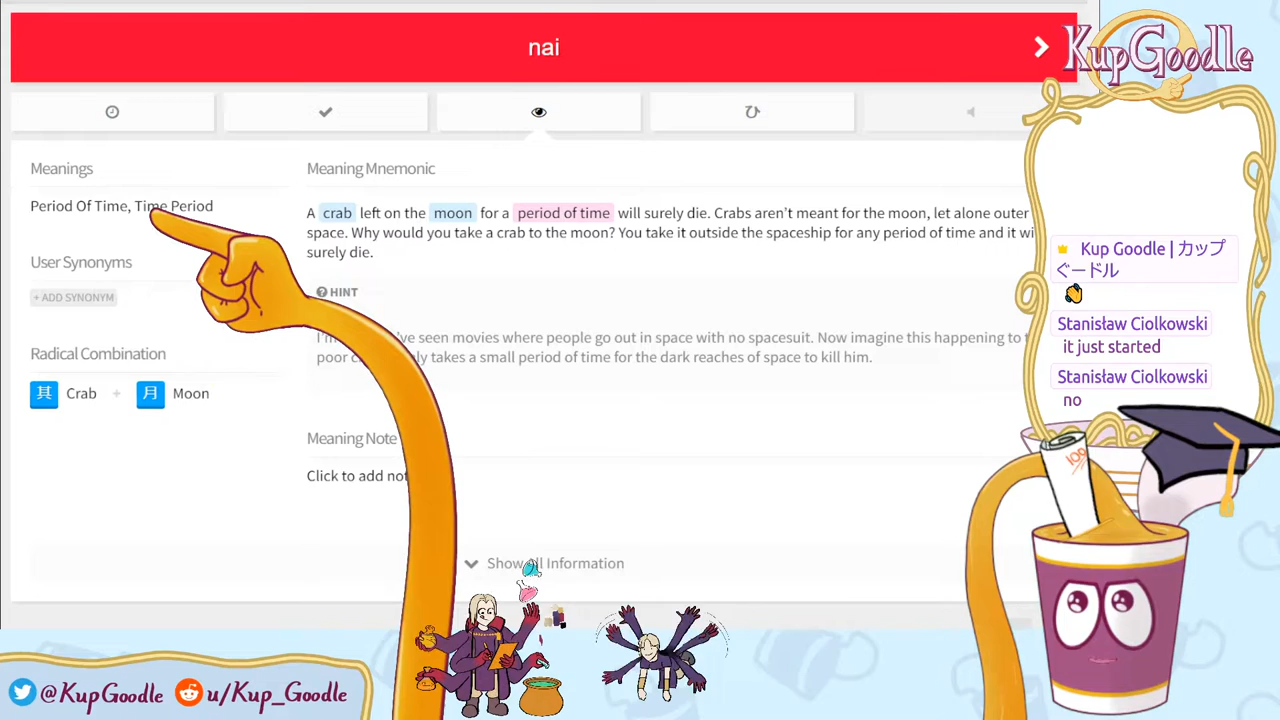 nai
KupGoodle
ひ
Meanings
Period Of Time, Time Period
User Synonyms
+ ADD SYNONYM
Radical Combination
其 Crab + 月 Moon
Meaning Mnemonic
A crab left on the moon for a period of time will surely die. Crabs aren't meant for the moon, let alone outer
space. Why would you take a crab to the moon? You take it outside the spaceship for any period of time and it wi
surely die.
HINT
've seen movies where people go out in space with no spacesuit. Now imagine this happening to
poor takes a small period of time for the dark reaches of space to kill him.
Meaning Note
Click to add not
Show All Information
Kup Goodle | カップ
ぐードル
Stanisław Ciolkowski
it just started
Stanisław Ciolkowski
no
100
@KupGoodle u/Kup_Goodle